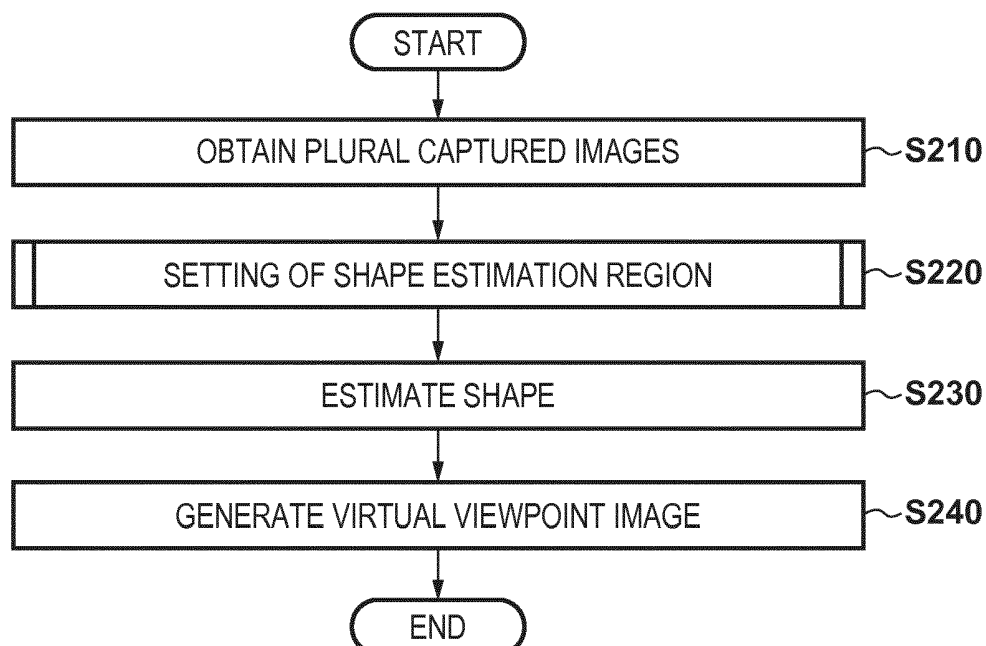 START
OBTAIN PLURAL CAPTURED IMAGES
S210
SETTING OF SHAPE ESTIMATION REGION
S220
ESTIMATE SHAPE
S230
GENERATE VIRTUAL VIEWPOINT IMAGE
S240
END